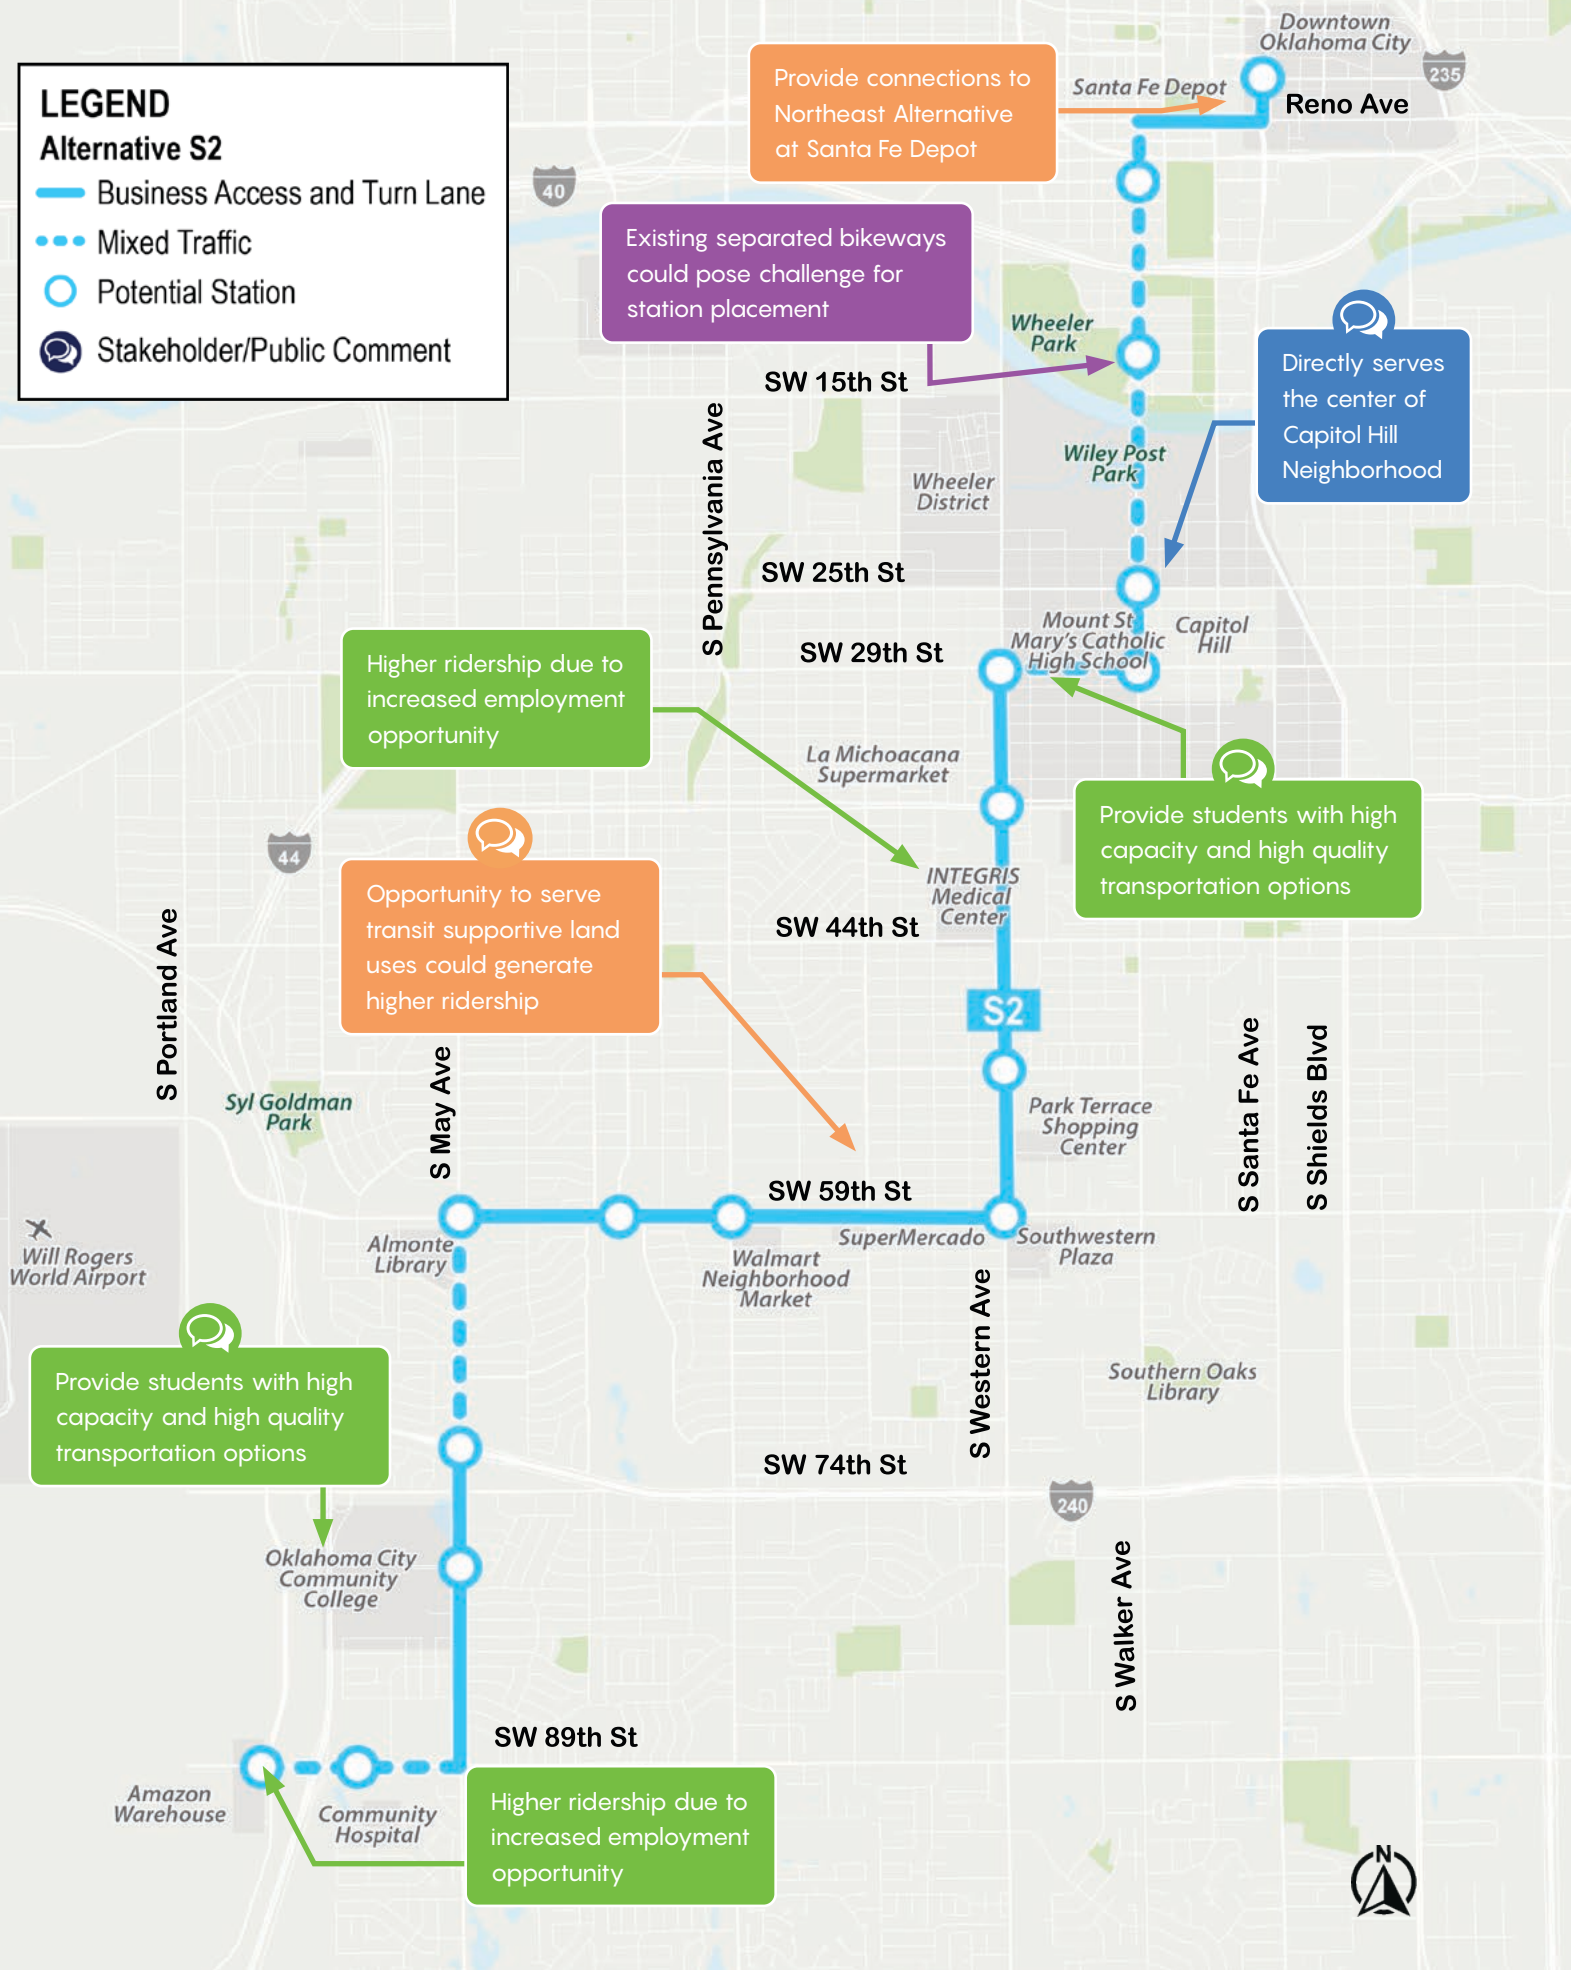 Downtown
Oklahoma City
235
Santa Fe Depot
Reno Ave
Provide connections to
Northeast Alternative
at Santa Fe Depot
LEGEND
Alternative S2
Business Access and Turn Lane
Mixed Traffic
Potential Station
Stakeholder/Public Comment
40
Existing separated bikeways
could pose challenge for
station placement
Wheeler
Park
SW 15th St
Directly serves
the center of
Capitol Hill
Neighborhood
S Pennsylvania Ave
Wiley Post
Park
Wheeler
District
SW 25th St
Mount St
Mary's Catholic
High School
Capitol
Hill
SW 29th St
Higher ridership due to
increased employment
opportunity
La Michoacana
Supermarket
Provide students with high
capacity and high quality
transportation options
44
INTEGRIS
Medical
Center
SW 44th St
Opportunity to serve
transit supportive land
uses could generate
higher ridership
S Portland Ave
S2
S May Ave
S Santa Fe Ave
S Shields Blvd
Syl Goldman
Park
Park Terrace
Shopping
Center
SW 59th St
Will Rogers
World Airport
Almonte
Library
Walmart
Neighborhood
Market
SuperMercado
Southwestern
Plaza
S Western Ave
Southern Oaks
Library
Provide students with high
capacity and high quality
transportation options
SW 74th St
240
Oklahoma City
Community
College
S Walker Ave
SW 89th St
Amazon
Warehouse
Community
Hospital
Higher ridership due to
increased employment
opportunity
N